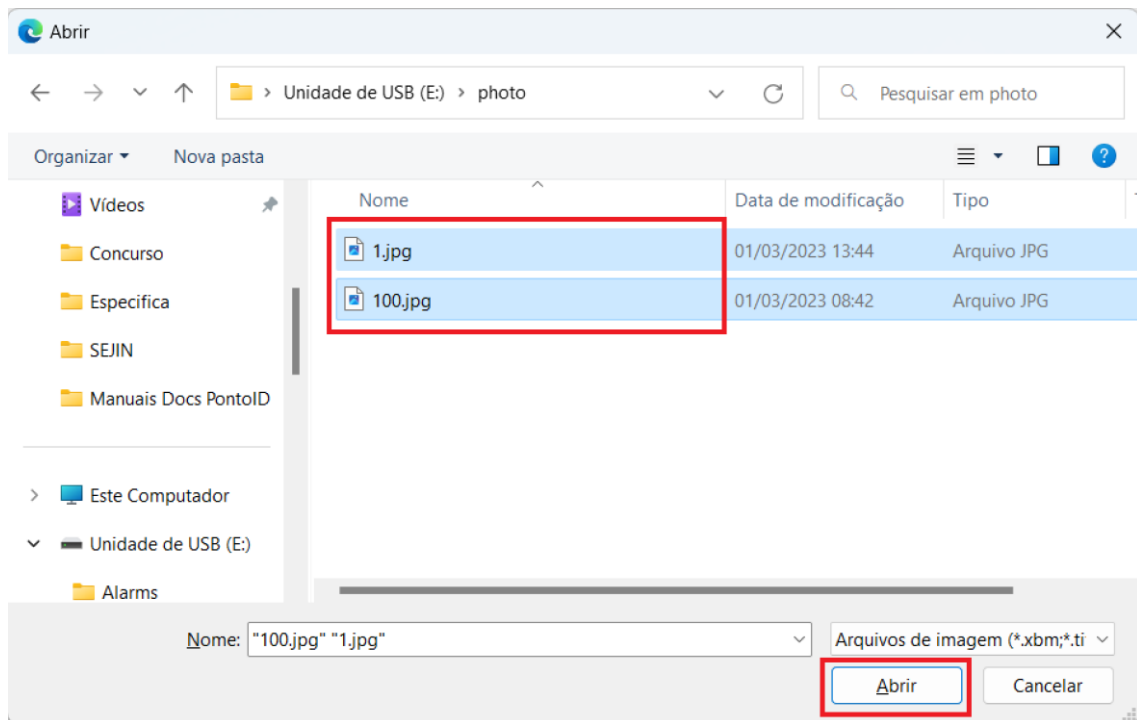 Abrir
Unidade de USB (E:) > photo
Pesquisar em photo
Organizar
Nova pasta
Nome
Data de modificação
Tipo
Vídeos
Concurso
Especifica
SEJIN
Manuais Docs PontoID
Este Computador
Unidade de USB (E:)
Alarms
1.jpg 01/03/2023 13:44 Arquivo JPG
100.jpg 01/03/2023 08:42 Arquivo JPG
Nome: "100.jpg" "1.jpg"
Arquivos de imagem (*.xbm;*.ti
Abrir
Cancelar